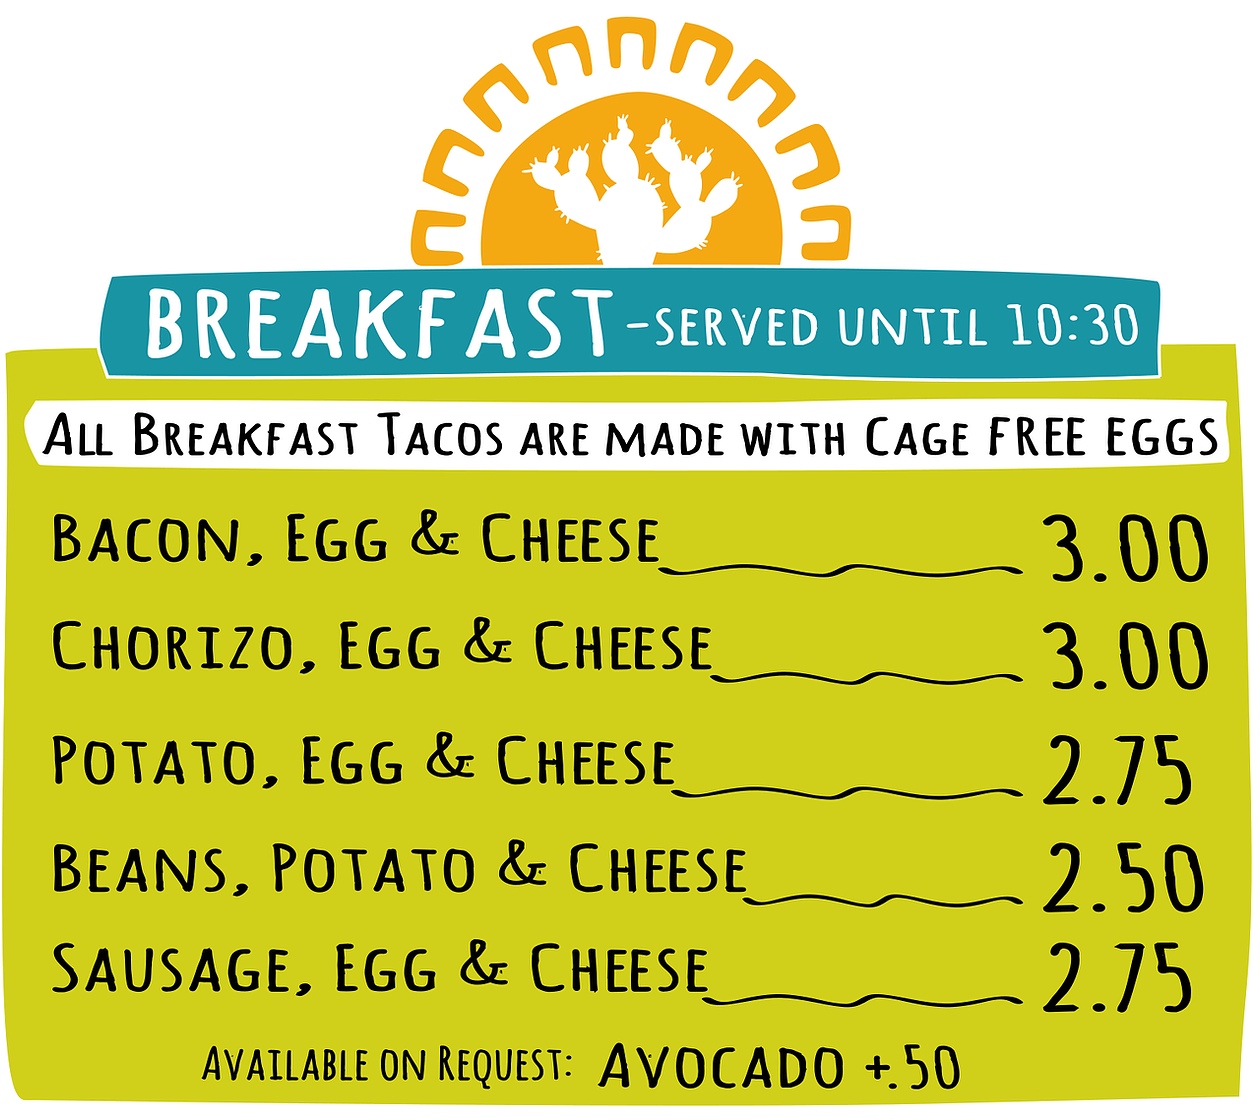 BREAKFAST -SERVED UNTIL 10:30
ALL BREAKFAST TACOS ARE MADE WITH CAGE FREE EGGS
BACON, EGG & CHEESE 3.00
CHORIZO, EGG & CHEESE 3.00
POTATO, EGG & CHEESE 2.75
BEANS, POTATO & CHEESE 2.50
SAUSAGE, EGG & CHEESE 2.75
AVAILABLE ON REQUEST: AVOCADO +.50